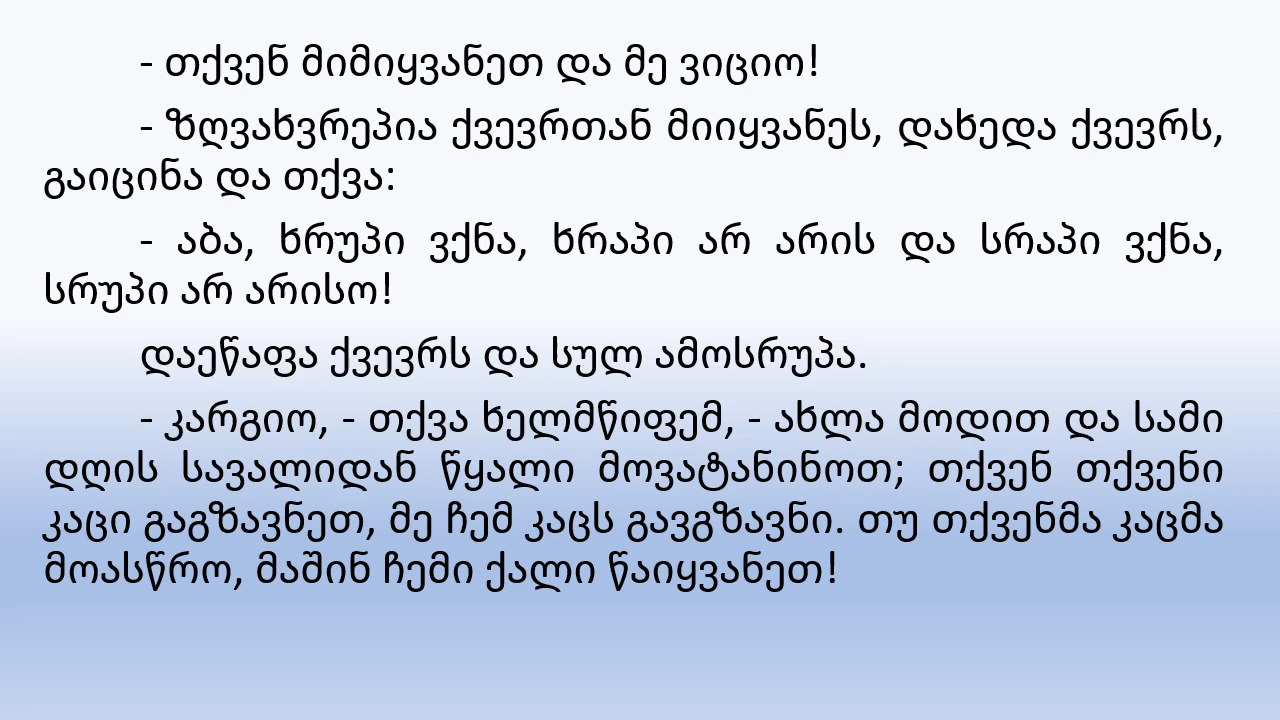 - თქვენ მიმიყვანეთ და მე ვიციო!
- ზღვახვრეპია ქვევრთან მიიყვანეს, დახედა ქვევრს,
გაიცინა და თქვა:
- აბა, ხრუპი ვქნა, ხრაპი არ არის და სრაპი ვქნა,
სრუპი არ არისო!
დაეწაფა ქვევრს და სულ ამოსრუპა.
- კარგიო, - თქვა ხელმწიფემ, - ახლა მოდით და სამი
დღის სავალიდან წყალი მოვატანინოთ; თქვენ თქვენი
კაცი გაგზავნეთ, მე ჩემ კაცს გავგზავნი. თუ თქვენმა კაცმა
მოასწრო, მაშინ ჩემი ქალი წაიყვანეთ!